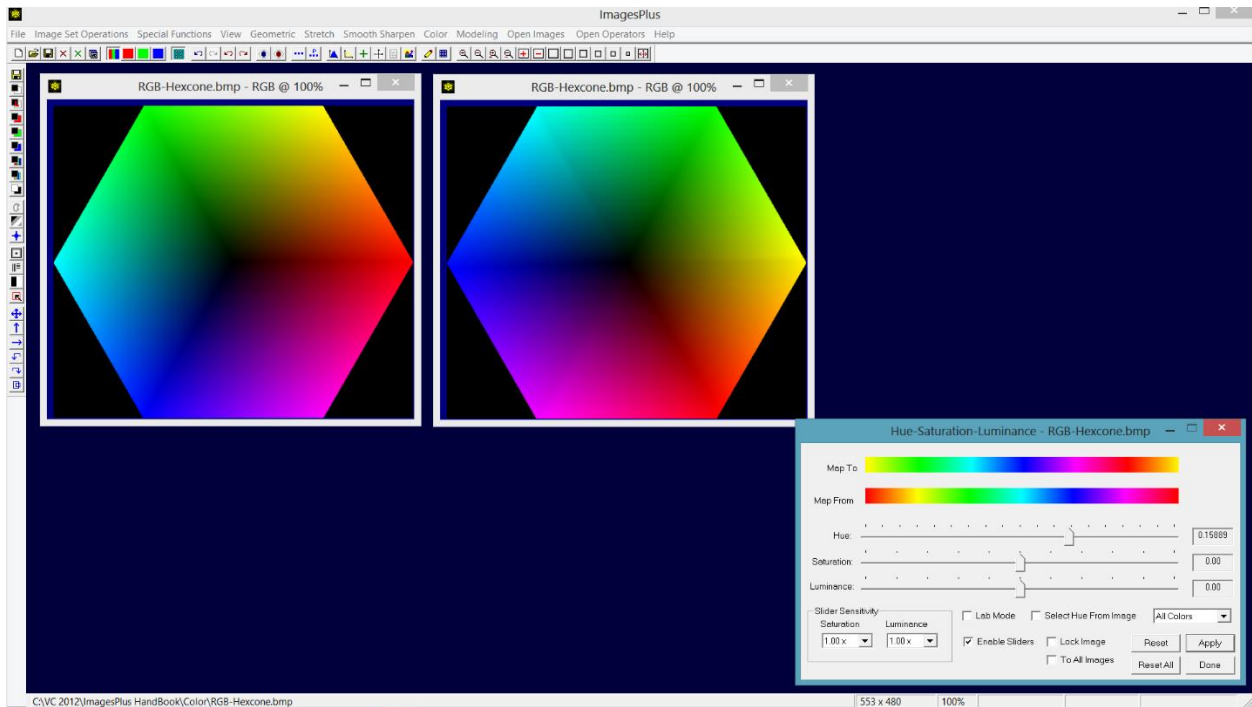 ImagesPlus
File Image Set Operations Special Functions View Geometric Stretch Smooth Sharpen Color Modeling Open Images Open Operators Help
RGB-Hexcone.bmp - RGB @ 100%
RGB-Hexcone.bmp - RGB @ 100%
Hue-Saturation-Luminance - RGB-Hexcone.bmp
Map To
Map From
Hue: 0.15889
Saturation: 0.00
Luminance: 0.00
Slider Sensitivity
Saturation Luminance
1.00 x 1.00 x
Lab Mode Select Hue From Image All Colors
Enable Sliders Lock Image Reset Apply
To All Images Reset All Done
C:\VC 2012\ImagesPlus HandBook\Color\RGB-Hexcone.bmp 553 x 480 100%